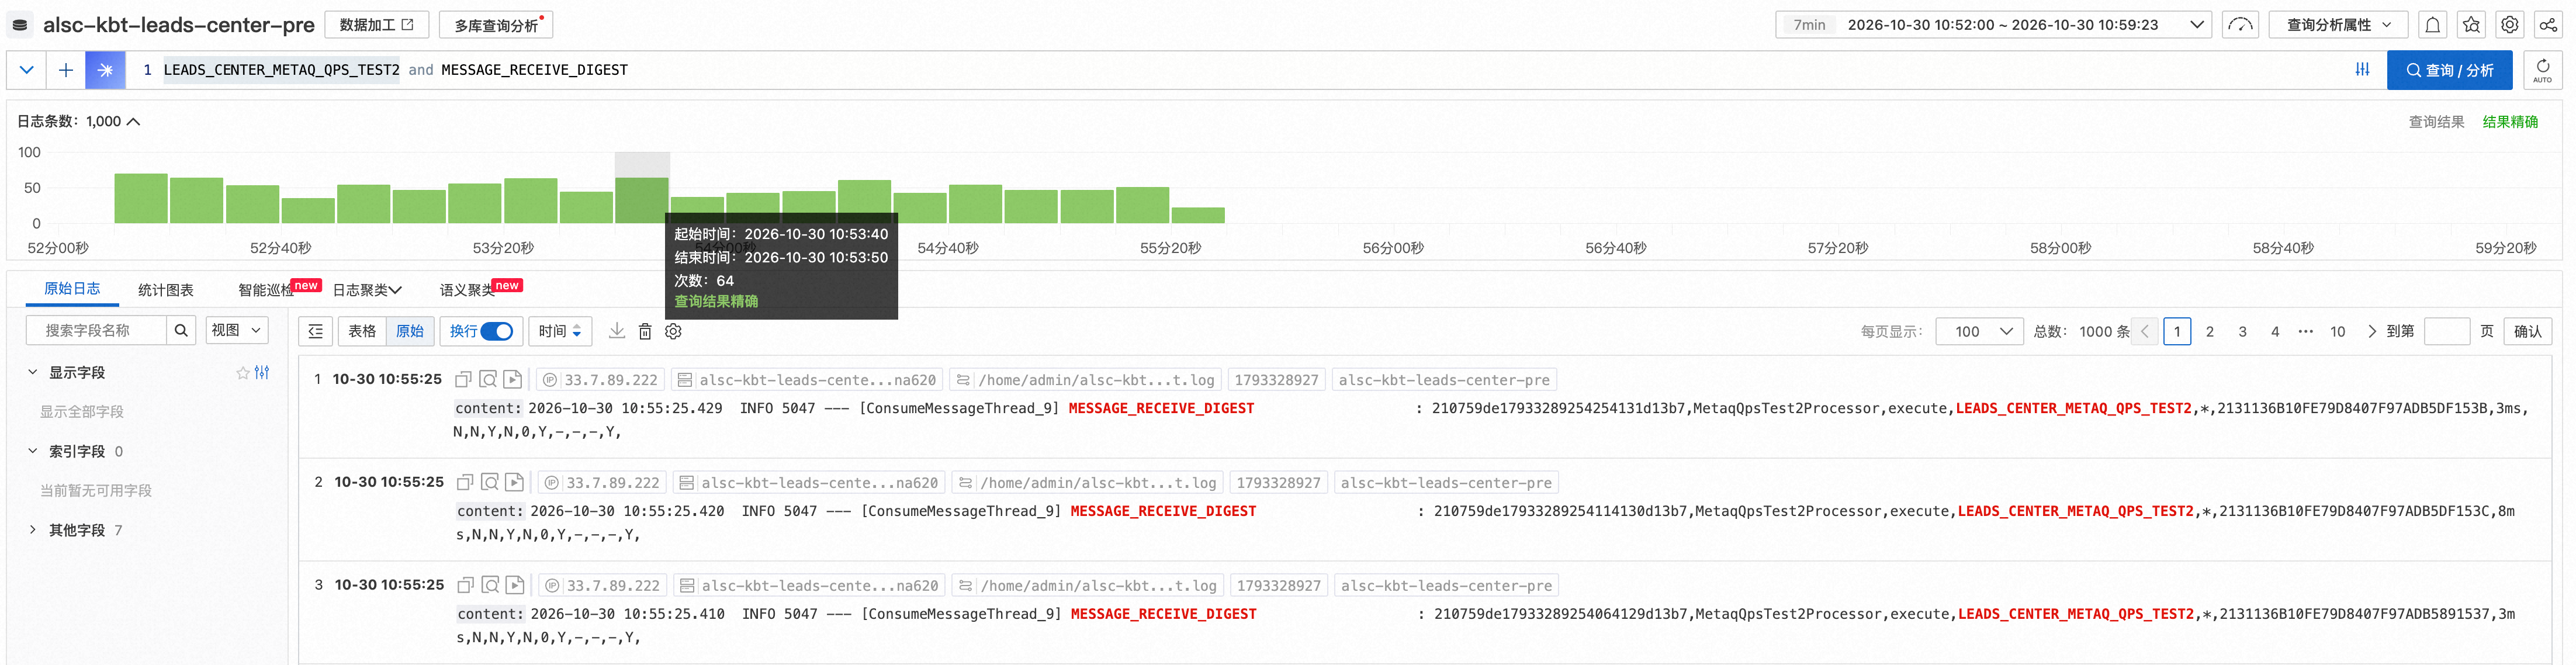 alsc-kbt-leads-center-pre 数据加工 多库查询分析 7min 2026-10-30 10:52:00 ~ 2026-10-30 10:59:23 查询分析属性
1 LEADS_CENTER_METAQ_QPS_TEST2 and MESSAGE_RECEIVE_DIGEST 查询 / 分析 AUTO
日志条数: 1,000 查询结果 结果精确
100
50
0
52分00秒 52分40秒 53分20秒 54分00秒 54分40秒 55分20秒 56分00秒 56分40秒 57分20秒 58分00秒 58分40秒 59分20秒
起始时间: 2026-10-30 10:53:40
结束时间: 2026-10-30 10:53:50
次数: 64
查询结果精确
原始日志 统计图表 智能巡检 new 日志聚类 语义聚类 new
搜索字段名称 视图 表格 原始 换行 时间 每页显示: 100 总数: 1000 条 1 2 3 4 ••• 10 到第 页 确认
显示字段
显示全部字段
索引字段 0
当前暂无可用字段
其他字段 7
1 10-30 10:55:25 IP 33.7.89.222 alsc-kbt-leads-cente...na620 /home/admin/alsc-kbt...t.log 1793328927 alsc-kbt-leads-center-pre
content: 2026-10-30 10:55:25.429 INFO 5047 --- [ConsumeMessageThread_9] MESSAGE_RECEIVE_DIGEST : 210759de17933289254254131d13b7,MetaqQpsTest2Processor,execute,LEADS_CENTER_METAQ_QPS_TEST2,*,2131136B10FE79D8407F97ADB5DF153B,3ms,
N,N,Y,N,0,Y,-,-,-,Y,
2 10-30 10:55:25 IP 33.7.89.222 alsc-kbt-leads-cente...na620 /home/admin/alsc-kbt...t.log 1793328927 alsc-kbt-leads-center-pre
content: 2026-10-30 10:55:25.420 INFO 5047 --- [ConsumeMessageThread_9] MESSAGE_RECEIVE_DIGEST : 210759de17933289254114130d13b7,MetaqQpsTest2Processor,execute,LEADS_CENTER_METAQ_QPS_TEST2,*,2131136B10FE79D8407F97ADB5DF153C,8m
s,N,N,Y,N,0,Y,-,-,-,Y,
3 10-30 10:55:25 IP 33.7.89.222 alsc-kbt-leads-cente...na620 /home/admin/alsc-kbt...t.log 1793328927 alsc-kbt-leads-center-pre
content: 2026-10-30 10:55:25.410 INFO 5047 --- [ConsumeMessageThread_9] MESSAGE_RECEIVE_DIGEST : 210759de17933289254064129d13b7,MetaqQpsTest2Processor,execute,LEADS_CENTER_METAQ_QPS_TEST2,*,2131136B10FE79D8407F97ADB5891537,3m
s,N,N,Y,N,0,Y,-,-,-,Y,